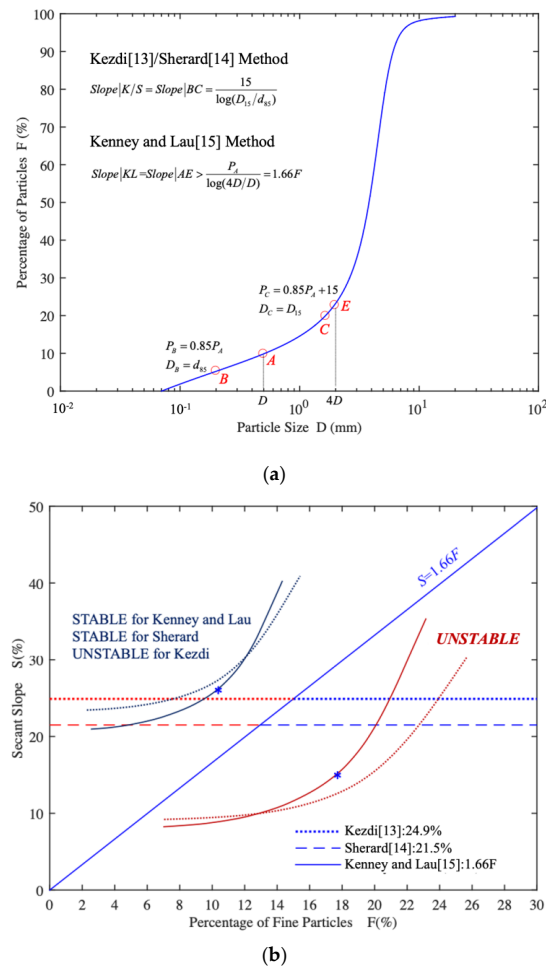 100
90
80
70
60
50
40
30
20
10
0
Percentage of Particles F (%)
Kezdi[13]/Sherard[14] Method
Slope|K/S = Slope|BC = 15 / log(D15/d85)
Kenney and Lau[15] Method
Slope|KL=Slope|AE > PA / log(4D/D) =1.66F
PC = 0.85PA +15
DC = D15
E
C
PB = 0.85PA
DB = d85
A
B
D
4D
10-2
10-1
100
101
102
Particle Size D (mm)
(a)
50
40
30
20
10
0
Secant Slope S(%)
S=1.66F
STABLE for Kenney and Lau
STABLE for Sherard
UNSTABLE for Kezdi
UNSTABLE
Kezdi[13]:24.9%
Sherard[14]:21.5%
Kenney and Lau[15]:1.66F
0 2 4 6 8 10 12 14 16 18 20 22 24 26 28 30
Percentage of Fine Particles F(%)
(b)